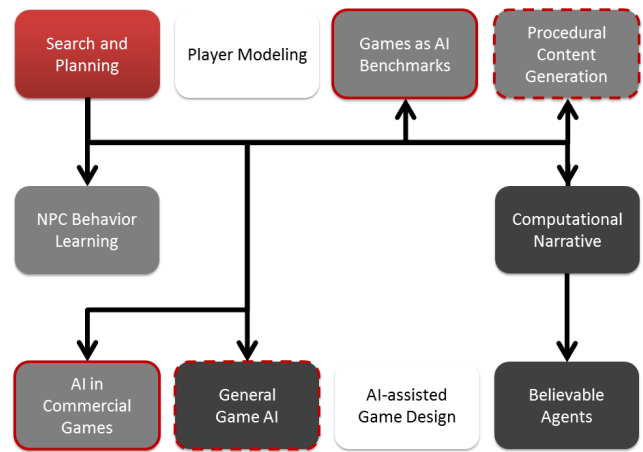 Search and
Planning
Player Modeling
Games as AI
Benchmarks
Procedural
Content
Generation
NPC Behavior
Learning
Computational
Narrative
AI in
Commercial
Games
General
Game AI
AI-assisted
Game Design
Believable
Agents